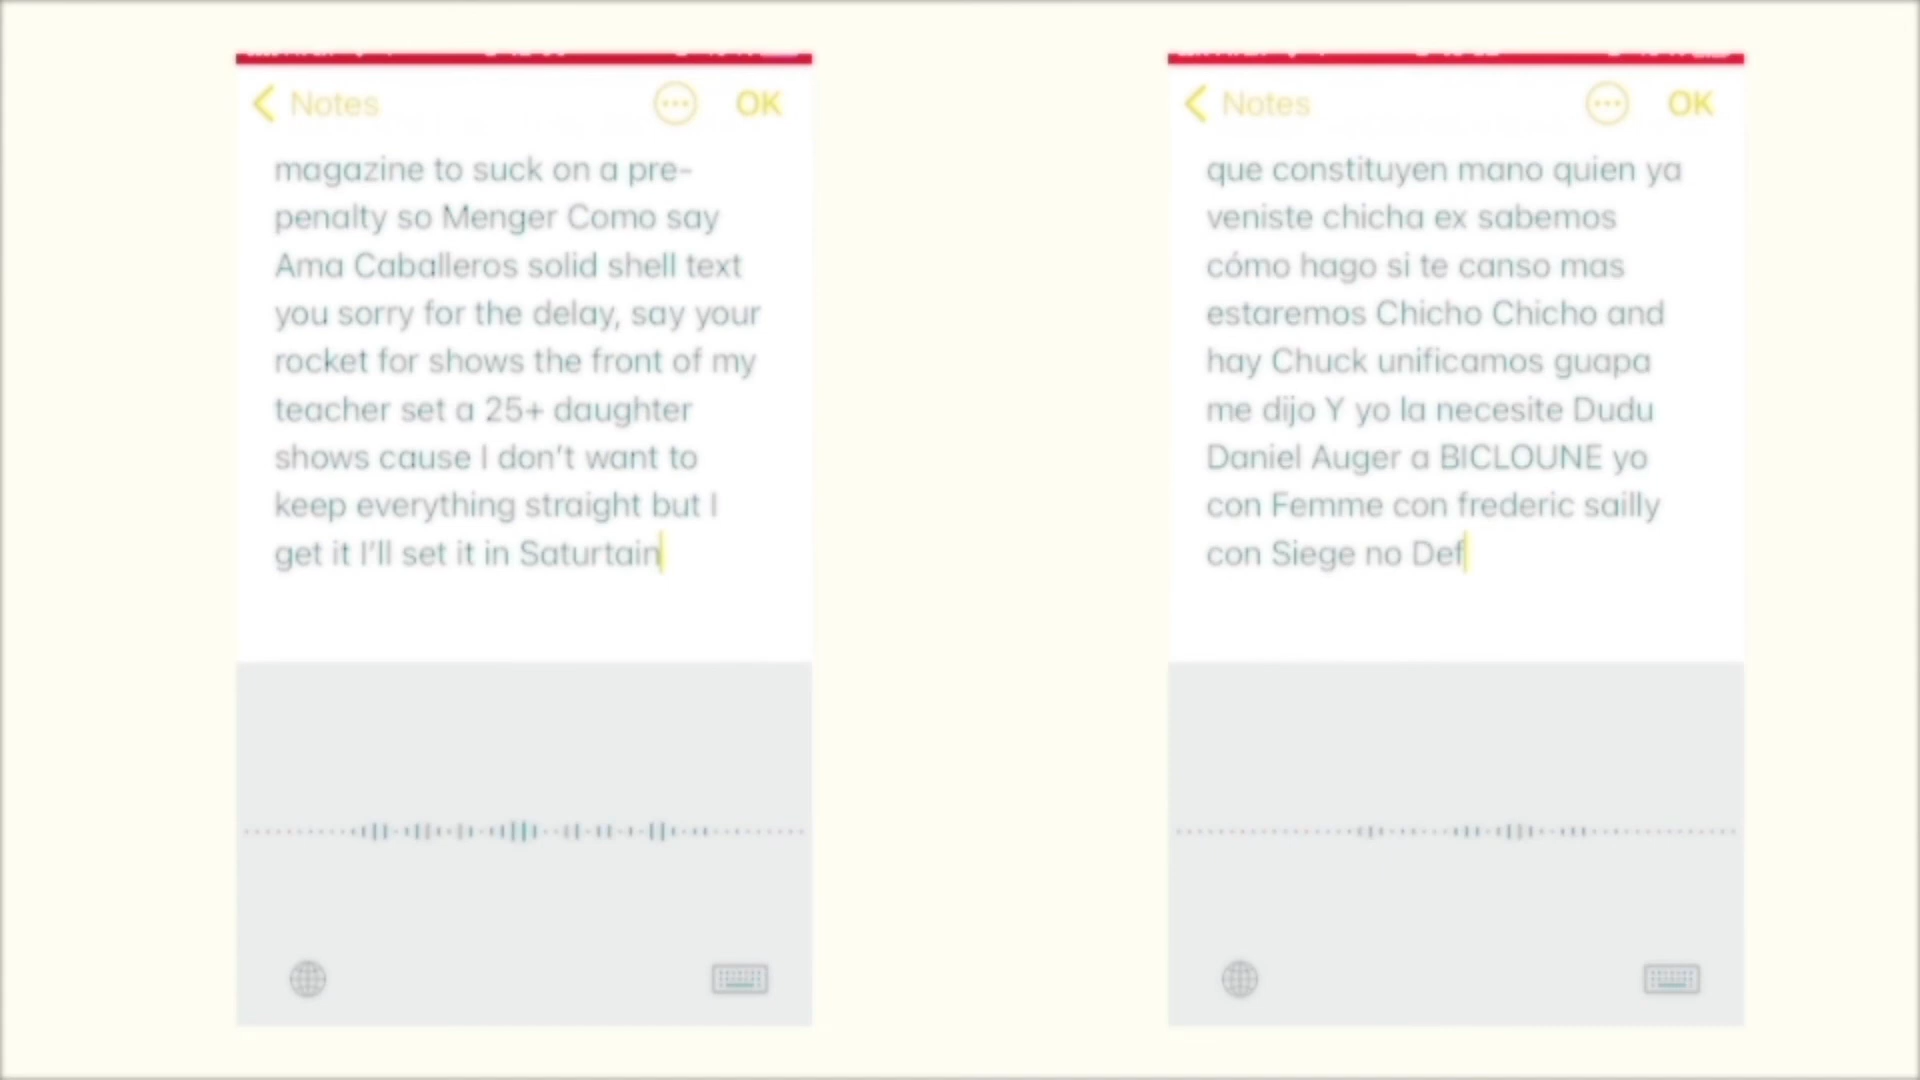 Notes
OK
magazine to suck on a pre-
penalty so Menger Como say
Ama Caballeros solid shell text
you sorry for the delay, say your
rocket for shows the front of my
teacher set a 25+ daughter
shows cause I don't want to
keep everything straight but I
get it I'll set it in Saturtain
Notes
OK
que constituyen mano quien ya
veniste chicha ex sabemos
cómo hago si te canso mas
estaremos Chicho Chicho and
hay Chuck unificamos guapa
me dijo Y yo la necesite Dudu
Daniel Auger a BICLOUNE yo
con Femme con frederic sailly
con Siege no Def